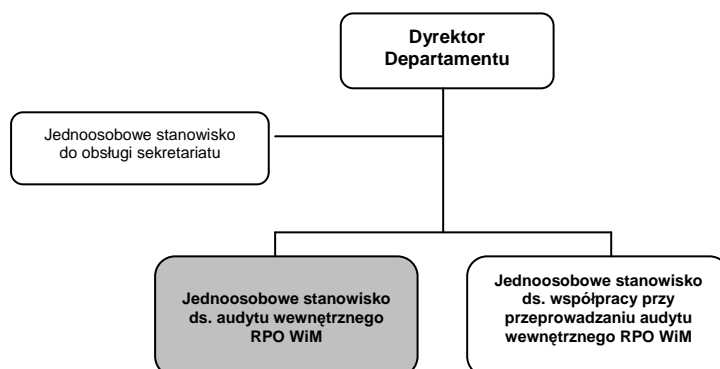 Dyrektor
Departamentu
Jednoosobowe stanowisko
do obsługi sekretariatu
Jednoosobowe stanowisko
ds. audytu wewnętrznego
RPO WiM
Jednoosobowe stanowisko
ds. współpracy przy
przeprowadzaniu audytu
wewnętrznego RPO WiM